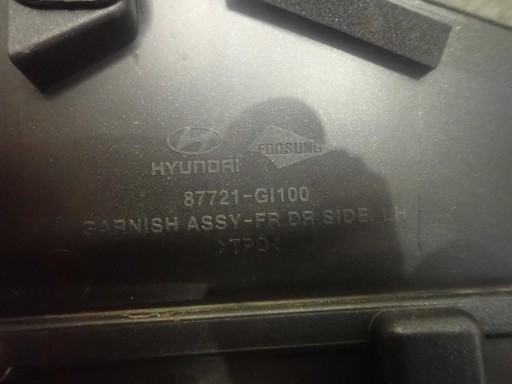 HYUNDAI FOOSUNG
87721-GI100
GARNISH ASSY-FR DR SIDE, LH
>TPO<